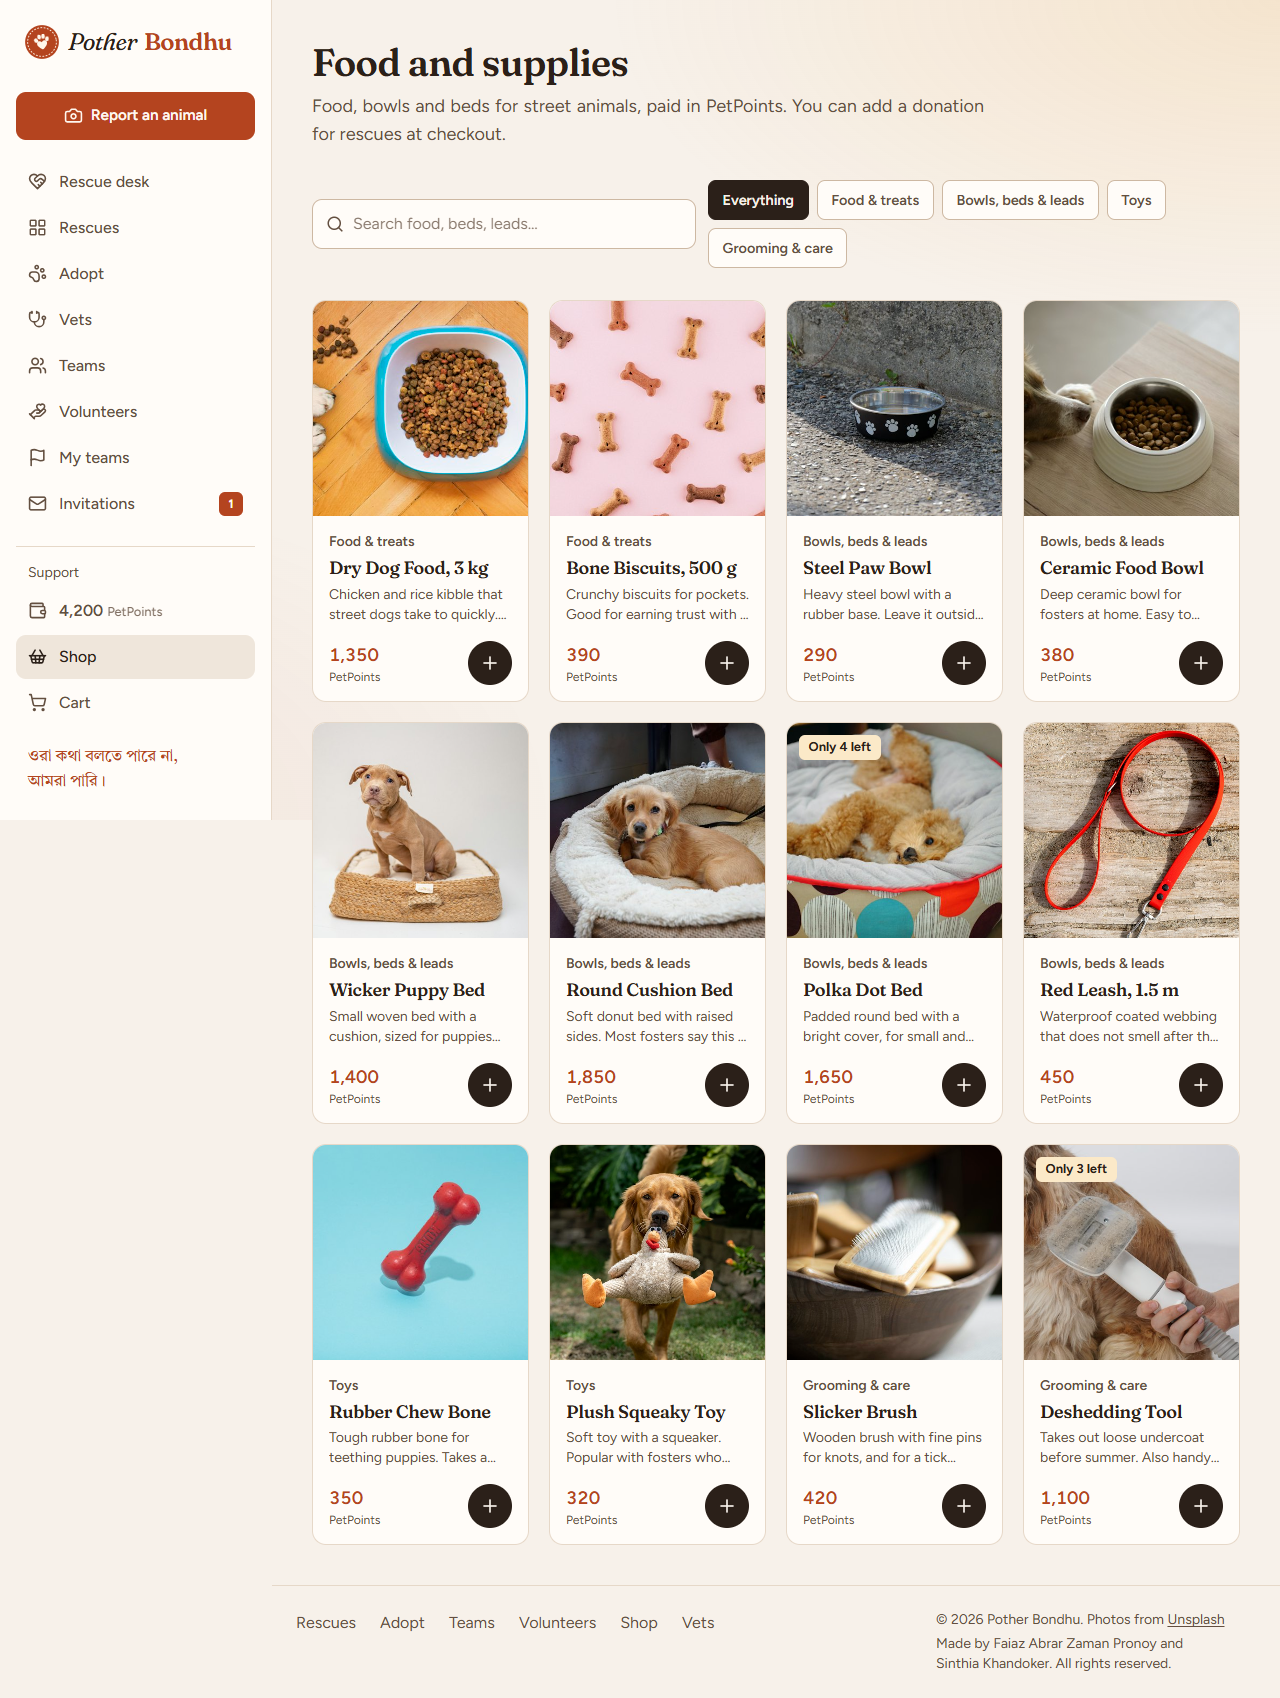 Pother Bondhu
Report an animal
Rescue desk
Rescues
Adopt
Vets
Teams
Volunteers
My teams
Invitations 1
Support
4,200 PetPoints
Shop
Cart
ওরা কথা বলতে পারে না,
আমরা পারি।
Food and supplies
Food, bowls and beds for street animals, paid in PetPoints. You can add a donation
for rescues at checkout.
Search food, beds, leads...
Everything
Food & treats
Bowls, beds & leads
Toys
Grooming & care
Food & treats
Dry Dog Food, 3 kg
Chicken and rice kibble that
street dogs take to quickly....
1,350
PetPoints
Food & treats
Bone Biscuits, 500 g
Crunchy biscuits for pockets.
Good for earning trust with ...
390
PetPoints
Bowls, beds & leads
Steel Paw Bowl
Heavy steel bowl with a
rubber base. Leave it outsid...
290
PetPoints
Bowls, beds & leads
Ceramic Food Bowl
Deep ceramic bowl for
fosters at home. Easy to...
380
PetPoints
Bowls, beds & leads
Wicker Puppy Bed
Small woven bed with a
cushion, sized for puppies...
1,400
PetPoints
Bowls, beds & leads
Round Cushion Bed
Soft donut bed with raised
sides. Most fosters say this ...
1,850
PetPoints
Only 4 left
Bowls, beds & leads
Polka Dot Bed
Padded round bed with a
bright cover, for small and...
1,650
PetPoints
Bowls, beds & leads
Red Leash, 1.5 m
Waterproof coated webbing
that does not smell after th...
450
PetPoints
Toys
Rubber Chew Bone
Tough rubber bone for
teething puppies. Takes a...
350
PetPoints
Toys
Plush Squeaky Toy
Soft toy with a squeaker.
Popular with fosters who...
320
PetPoints
Grooming & care
Slicker Brush
Wooden brush with fine pins
for knots, and for a tick...
420
PetPoints
Only 3 left
Grooming & care
Deshedding Tool
Takes out loose undercoat
before summer. Also handy...
1,100
PetPoints
Rescues Adopt Teams Volunteers Shop Vets
© 2026 Pother Bondhu. Photos from Unsplash
Made by Faiaz Abrar Zaman Pronoy and
Sinthia Khandoker. All rights reserved.